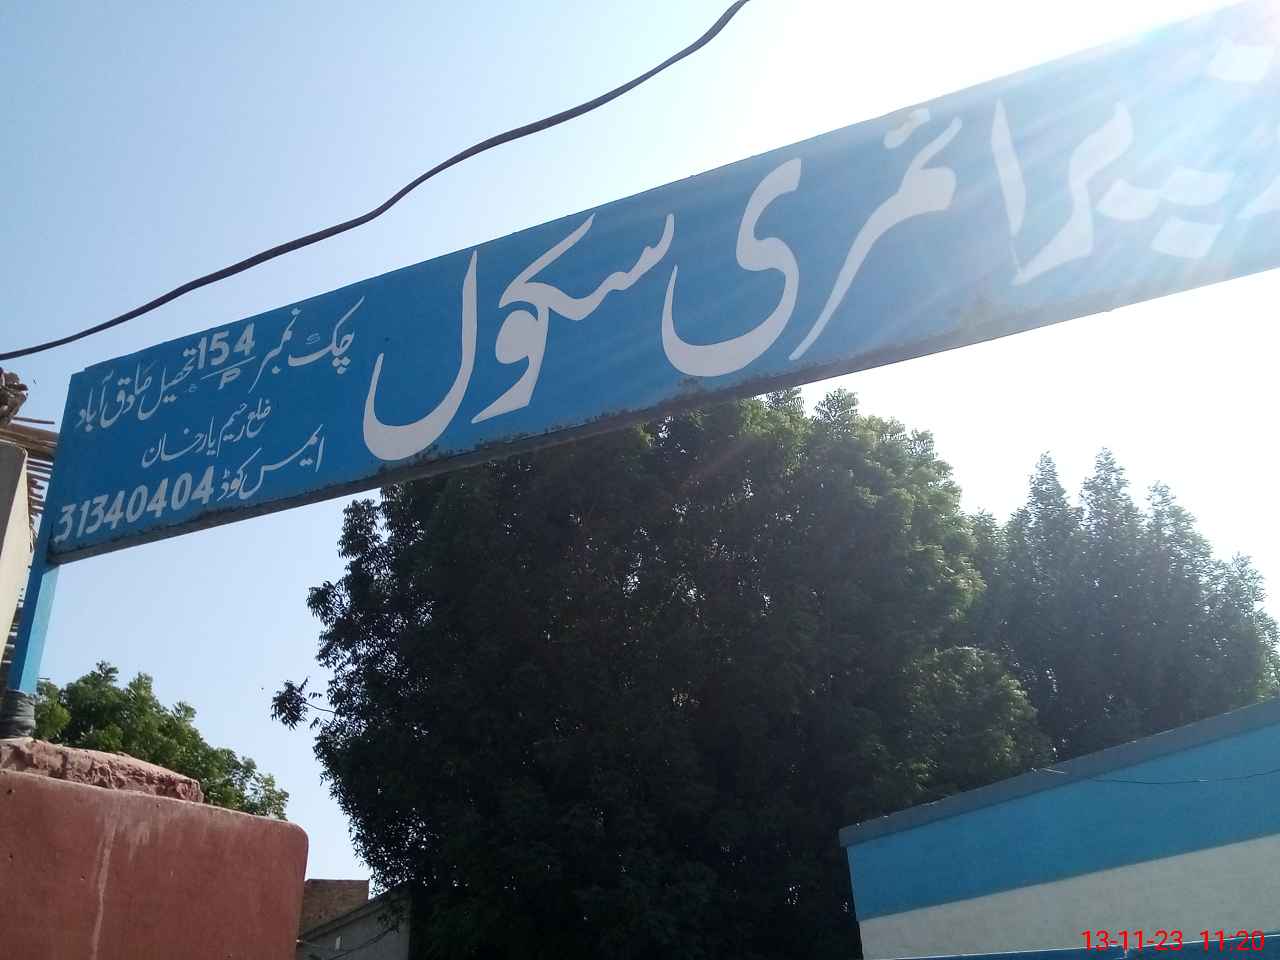 پرائمری سکول
چک نمبر 154/P تحصیل صادق آباد
ضلع رحیم یار خان
ایمس کوڈ 31340404
13-11-23 11:20